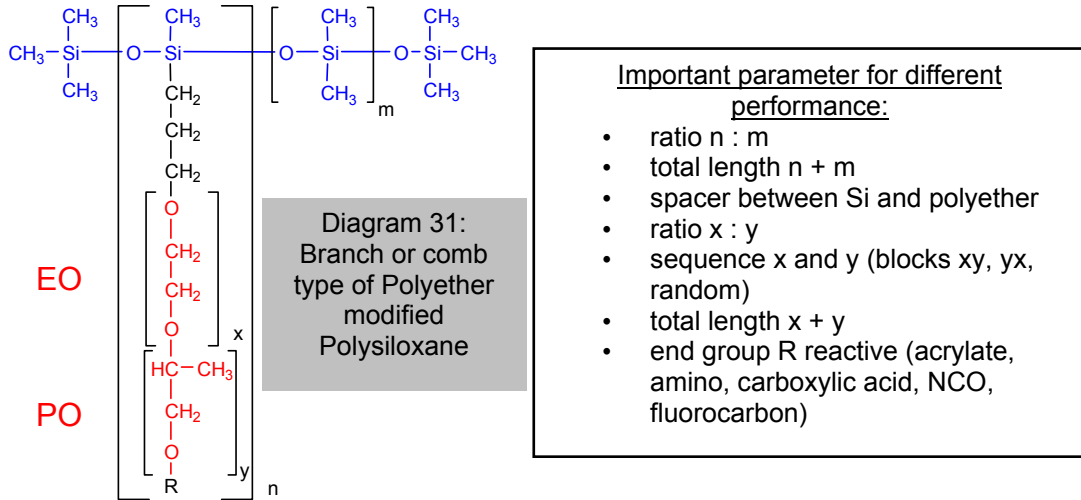 CH₃ CH₃ CH₃ CH₃
CH₃ Si O Si O Si O Si CH₃
CH₃ CH₂ CH₃ m CH₃
CH₂
CH₂
O
CH₂
EO CH₂
O x
HC CH₃
PO CH₂
O y
R n
Diagram 31:
Branch or comb
type of Polyether
modified
Polysiloxane
Important parameter for different
performance:
• ratio n : m
• total length n + m
• spacer between Si and polyether
• ratio x : y
• sequence x and y (blocks xy, yx,
random)
• total length x + y
• end group R reactive (acrylate,
amino, carboxylic acid, NCO,
fluorocarbon)